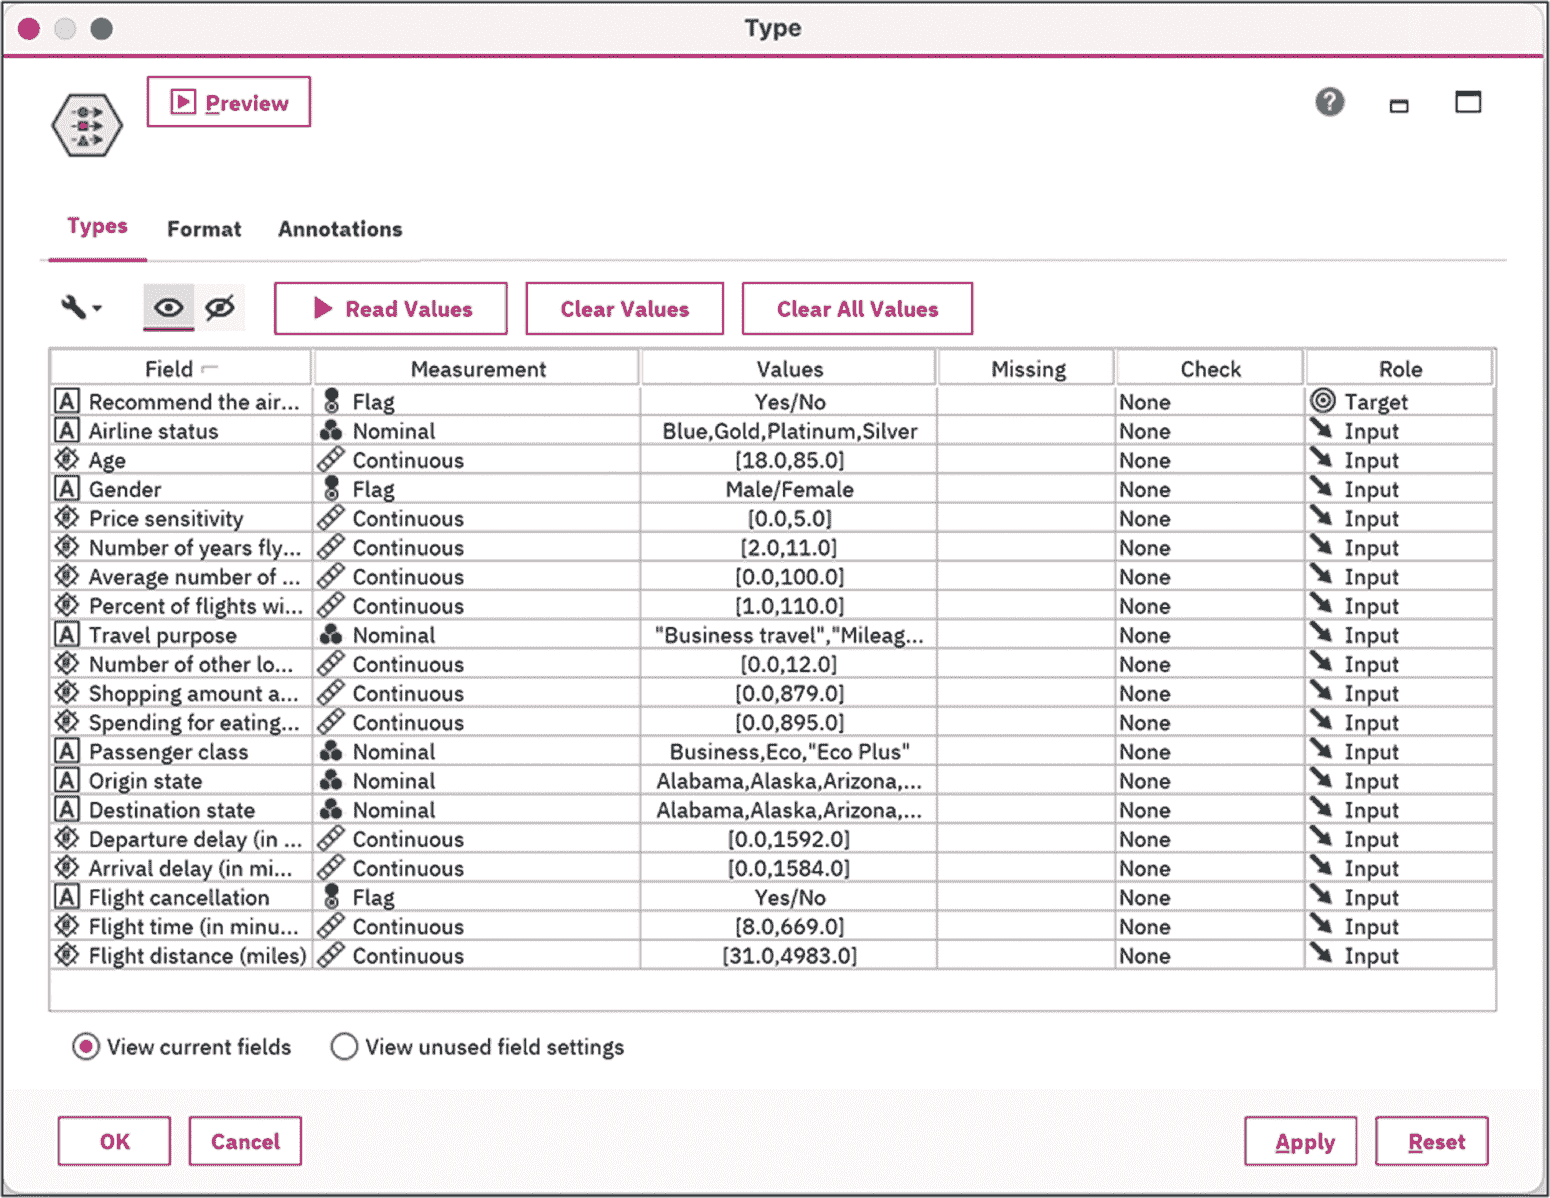 Type
Preview
Types Format Annotations
Read Values Clear Values Clear All Values
Field Measurement Values Missing Check Role
Recommend the air... Flag Yes/No None Target
Airline status Nominal Blue,Gold,Platinum,Silver None Input
Age Continuous [18.0,85.0] None Input
Gender Flag Male/Female None Input
Price sensitivity Continuous [0.0,5.0] None Input
Number of years fly... Continuous [2.0,11.0] None Input
Average number of ... Continuous [0.0,100.0] None Input
Percent of flights wi... Continuous [1.0,110.0] None Input
Travel purpose Nominal "Business travel","Mileag... None Input
Number of other lo... Continuous [0.0,12.0] None Input
Shopping amount a... Continuous [0.0,879.0] None Input
Spending for eating... Continuous [0.0,895.0] None Input
Passenger class Nominal Business,Eco,"Eco Plus" None Input
Origin state Nominal Alabama,Alaska,Arizona,... None Input
Destination state Nominal Alabama,Alaska,Arizona,... None Input
Departure delay (in ... Continuous [0.0,1592.0] None Input
Arrival delay (in mi... Continuous [0.0,1584.0] None Input
Flight cancellation Flag Yes/No None Input
Flight time (in minu... Continuous [8.0,669.0] None Input
Flight distance (miles) Continuous [31.0,4983.0] None Input
View current fields View unused field settings
OK Cancel Apply Reset